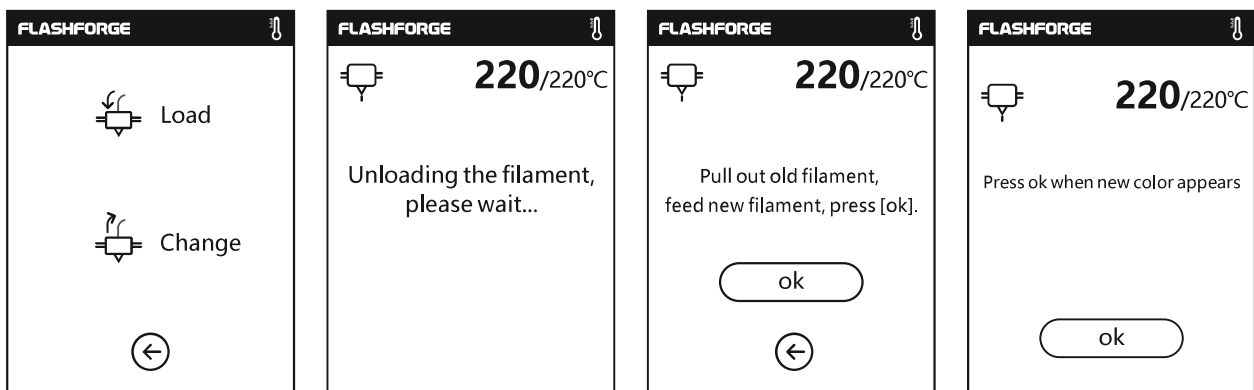 FLASHFORGE
Load
Change
FLASHFORGE
220/220℃
Unloading the filament,
please wait...
FLASHFORGE
220/220℃
Pull out old filament,
feed new filament, press [ok].
ok
FLASHFORGE
220/220℃
Press ok when new color appears
ok